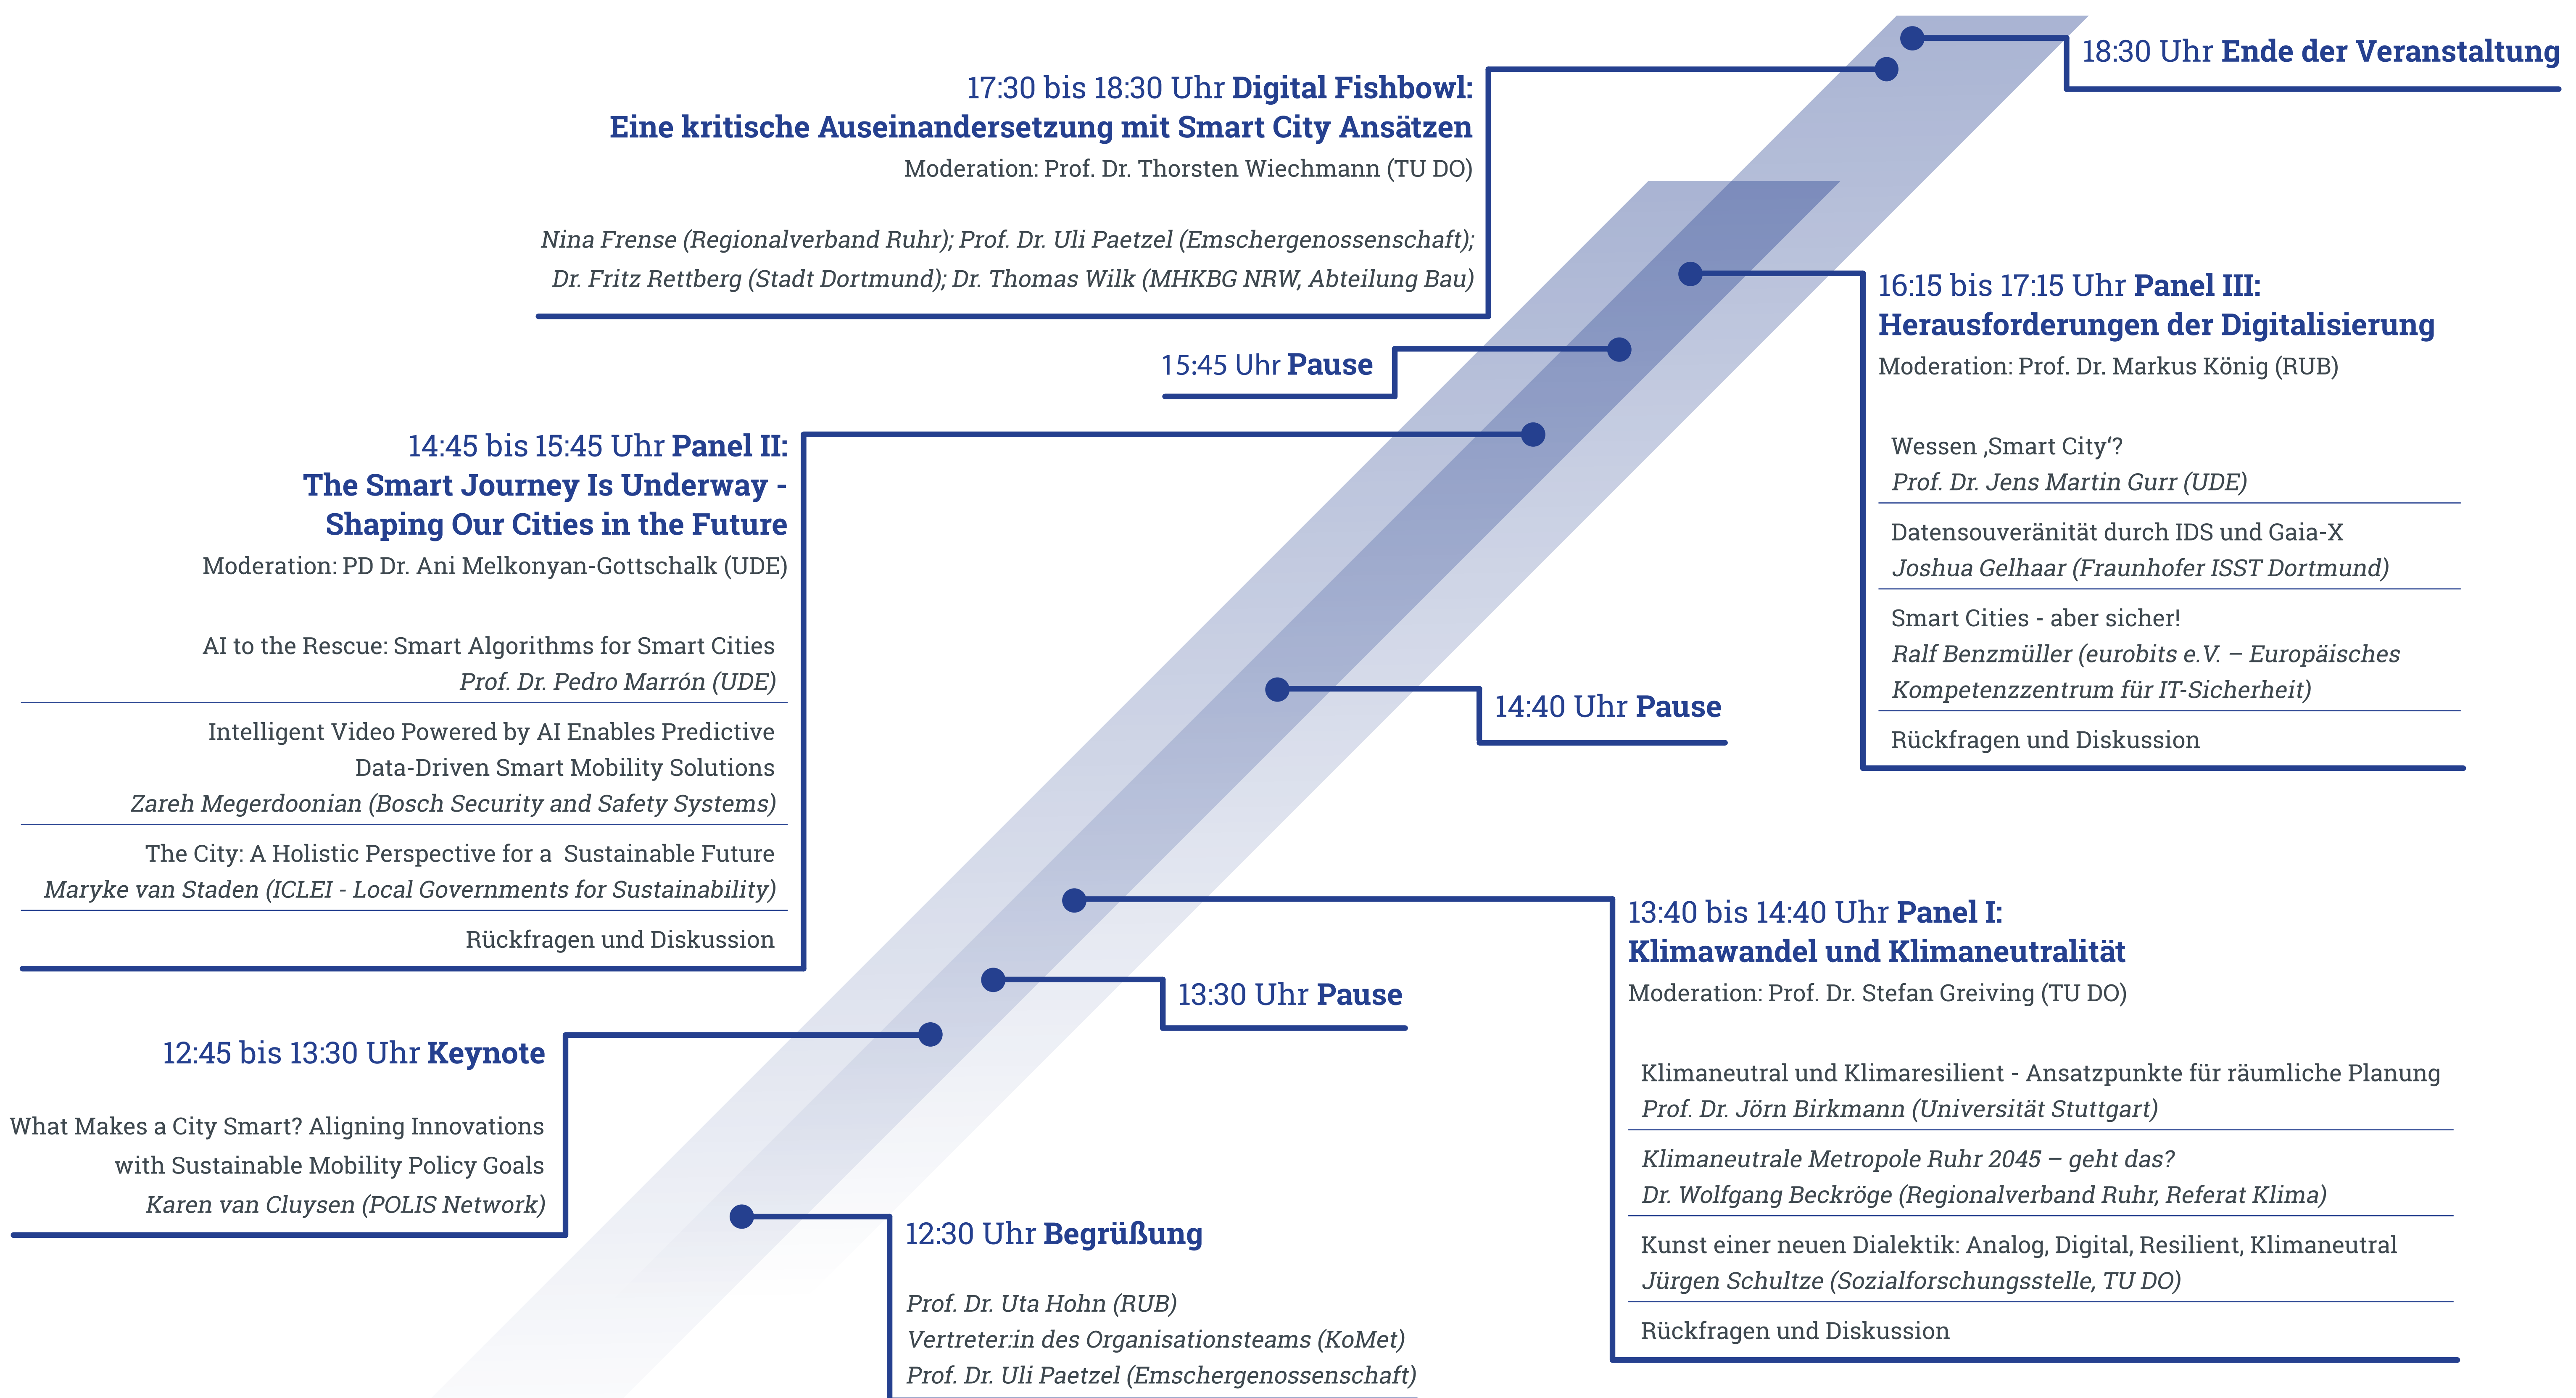 18:30 Uhr Ende der Veranstaltung
17:30 bis 18:30 Uhr Digital Fishbowl:
Eine kritische Auseinandersetzung mit Smart City Ansätzen
Moderation: Prof. Dr. Thorsten Wiechmann (TU DO)
Nina Frense (Regionalverband Ruhr); Prof. Dr. Uli Paetzel (Emschergenossenschaft);
Dr. Fritz Rettberg (Stadt Dortmund); Dr. Thomas Wilk (MHKBG NRW, Abteilung Bau)
16:15 bis 17:15 Uhr Panel III:
Herausforderungen der Digitalisierung
Moderation: Prof. Dr. Markus König (RUB)
Wessen ‚Smart City‘?
Prof. Dr. Jens Martin Gurr (UDE)
Datensouveränität durch IDS und Gaia-X
Joshua Gelhaar (Fraunhofer ISST Dortmund)
Smart Cities - aber sicher!
Ralf Benzmüller (eurobits e.V. – Europäisches
Kompetenzzentrum für IT-Sicherheit)
Rückfragen und Diskussion
15:45 Uhr Pause
14:45 bis 15:45 Uhr Panel II:
The Smart Journey Is Underway -
Shaping Our Cities in the Future
Moderation: PD Dr. Ani Melkonyan-Gottschalk (UDE)
AI to the Rescue: Smart Algorithms for Smart Cities
Prof. Dr. Pedro Marrón (UDE)
Intelligent Video Powered by AI Enables Predictive
Data-Driven Smart Mobility Solutions
Zareh Megerdoonian (Bosch Security and Safety Systems)
The City: A Holistic Perspective for a  Sustainable Future
Maryke van Staden (ICLEI - Local Governments for Sustainability)
Rückfragen und Diskussion
14:40 Uhr Pause
13:40 bis 14:40 Uhr Panel I:
Klimawandel und Klimaneutralität
Moderation: Prof. Dr. Stefan Greiving (TU DO)
Klimaneutral und Klimaresilient - Ansatzpunkte für räumliche Planung
Prof. Dr. Jörn Birkmann (Universität Stuttgart)
Klimaneutrale Metropole Ruhr 2045 – geht das?
Dr. Wolfgang Beckröge (Regionalverband Ruhr, Referat Klima)
Kunst einer neuen Dialektik: Analog, Digital, Resilient, Klimaneutral
Jürgen Schultze (Sozialforschungsstelle, TU DO)
Rückfragen und Diskussion
13:30 Uhr Pause
12:45 bis 13:30 Uhr Keynote
What Makes a City Smart? Aligning Innovations
with Sustainable Mobility Policy Goals
Karen van Cluysen (POLIS Network)
12:30 Uhr Begrüßung
Prof. Dr. Uta Hohn (RUB)
Vertreter:in des Organisationsteams (KoMet)
Prof. Dr. Uli Paetzel (Emschergenossenschaft)